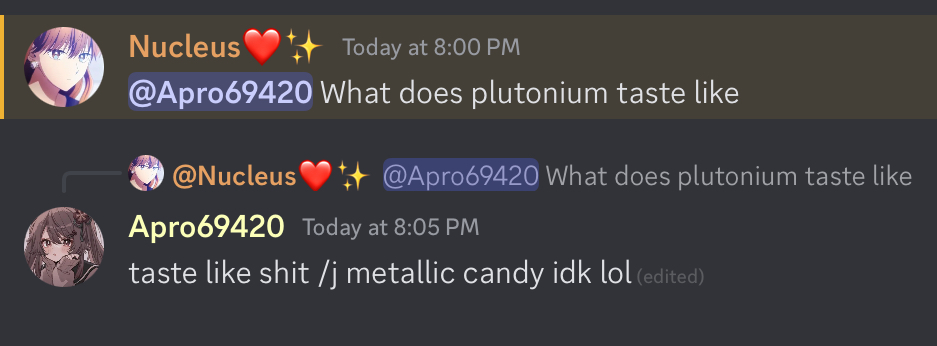 Nucleus❤️✨ Today at 8:00 PM
@Apro69420 What does plutonium taste like
@Nucleus❤️✨ @Apro69420 What does plutonium taste like
Apro69420 Today at 8:05 PM
taste like shit /j metallic candy idk lol (edited)